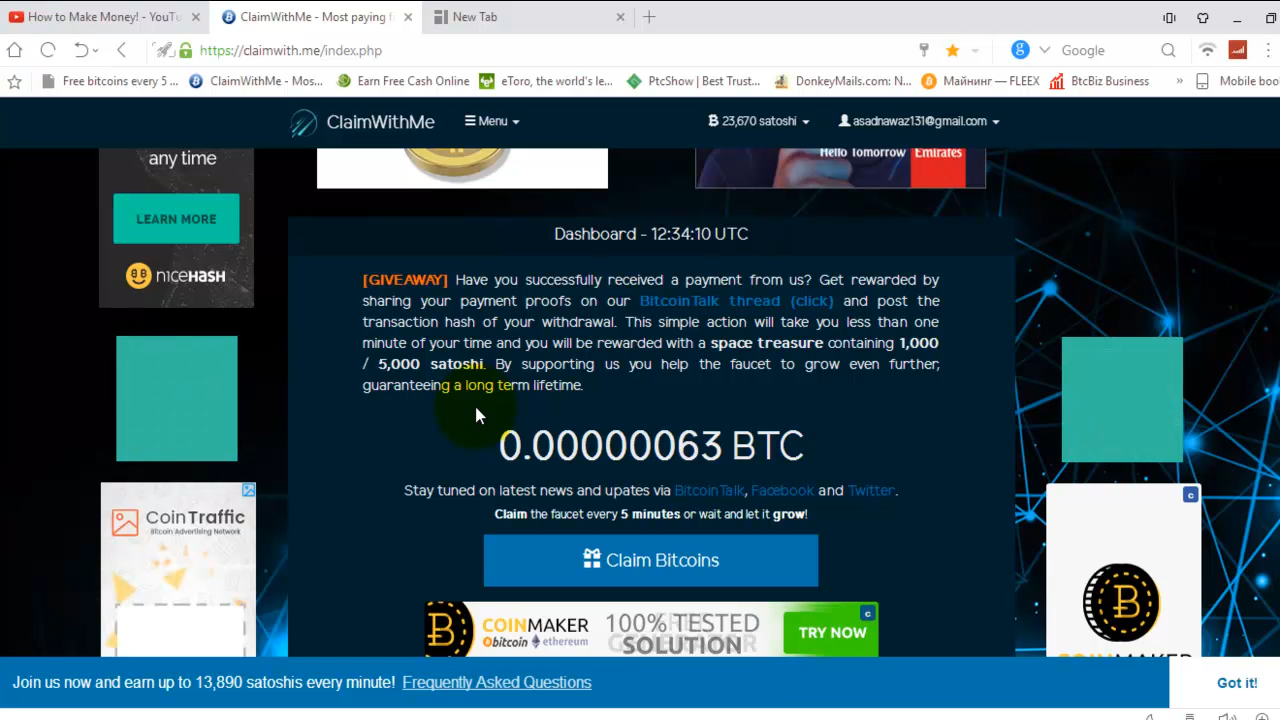 How to Make Money! - YouTu
ClaimWithMe - Most paying f
New Tab
https://claimwith.me/index.php
Google
Free bitcoins every 5 ...
ClaimWithMe - Mos...
Earn Free Cash Online
eToro, the world's le...
PtcShow | Best Trust...
DonkeyMails.com: N...
Майнинг — FLEEX
BtcBiz Business
»
Mobile boo
ClaimWithMe
Menu
23,670 satoshi
asadnawaz131@gmail.com
any time
LEARN MORE
NICEHASH
Hello Tomorrow
Emirates
Dashboard - 12:34:10 UTC
[GIVEAWAY] Have you successfully received a payment from us? Get rewarded by
sharing your payment proofs on our BitcoinTalk thread (click) and post the
transaction hash of your withdrawal. This simple action will take you less than one
minute of your time and you will be rewarded with a space treasure containing 1,000
/ 5,000 satoshi. By supporting us you help the faucet to grow even further,
guaranteeing a long term lifetime.
0.00000063 BTC
Stay tuned on latest news and upates via BitcoinTalk, Facebook and Twitter.
Claim the faucet every 5 minutes or wait and let it grow!
Claim Bitcoins
CoinTraffic
Bitcoin Advertising Network
COINMAKER
bitcoin ethereum
100% TESTED
SOLUTION
TRY NOW
Join us now and earn up to 13,890 satoshis every minute! Frequently Asked Questions
Got it!